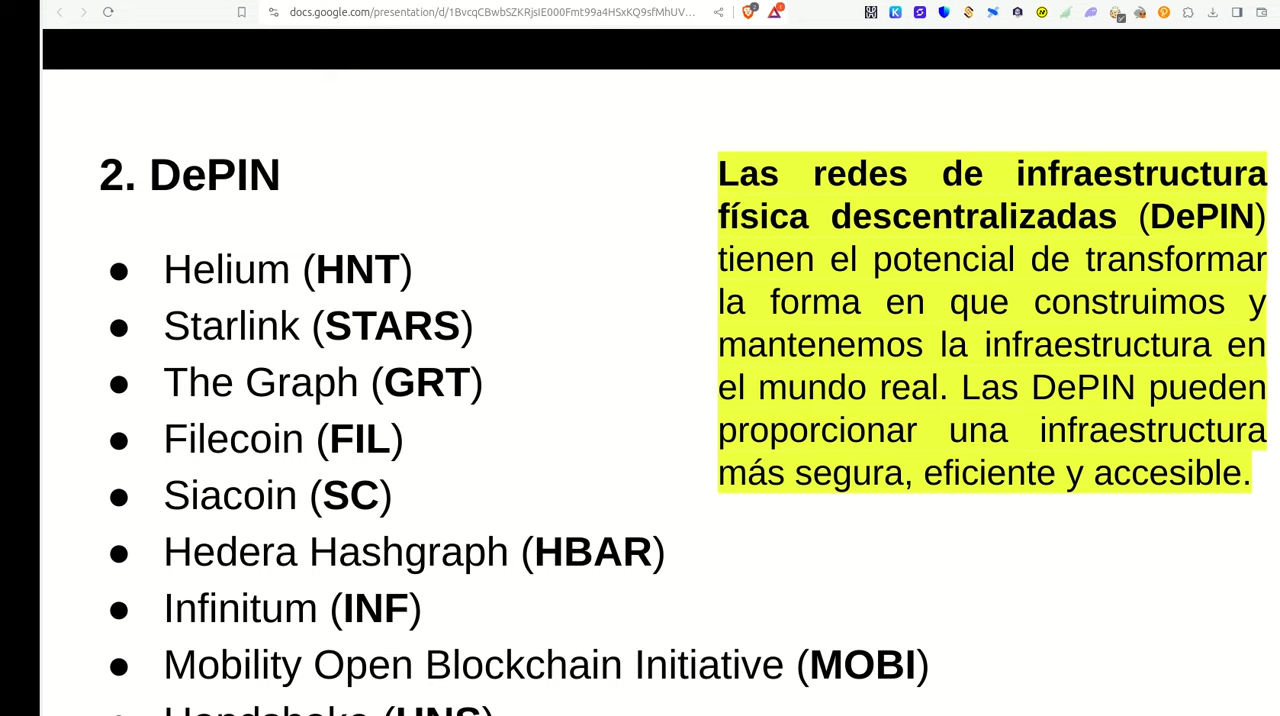 docs.google.com/presentation/d/1BvcqCBwbSZKRjsIE000Fmt99a4HSxKQ9sfMhUV...
2. DePIN
Helium (HNT)
Starlink (STARS)
The Graph (GRT)
Filecoin (FIL)
Siacoin (SC)
Hedera Hashgraph (HBAR)
Infinitum (INF)
Mobility Open Blockchain Initiative (MOBI)
Handshake (HNS)
Las redes de infraestructura
física descentralizadas (DePIN)
tienen el potencial de transformar
la forma en que construimos y
mantenemos la infraestructura en
el mundo real. Las DePIN pueden
proporcionar una infraestructura
más segura, eficiente y accesible.